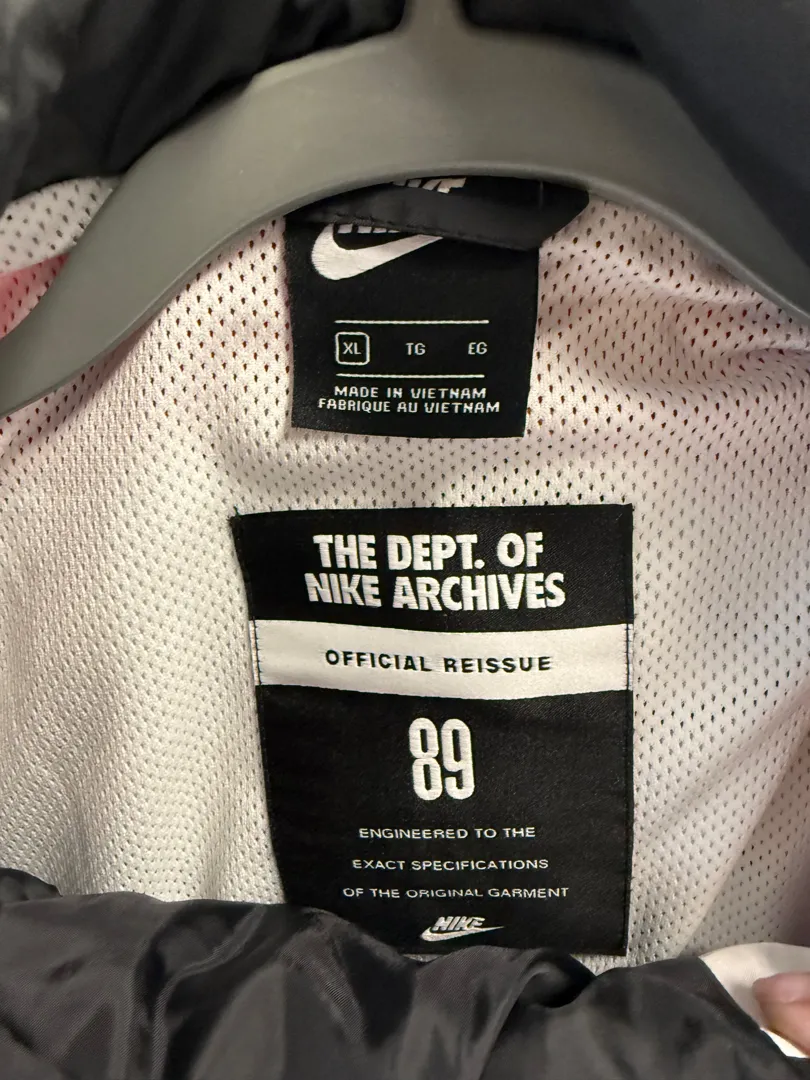 XL TG EG
MADE IN VIETNAM
FABRIQUE AU VIETNAM
THE DEPT. OF
NIKE ARCHIVES
OFFICIAL REISSUE
89
ENGINEERED TO THE
EXACT SPECIFICATIONS
OF THE ORIGINAL GARMENT
NIKE